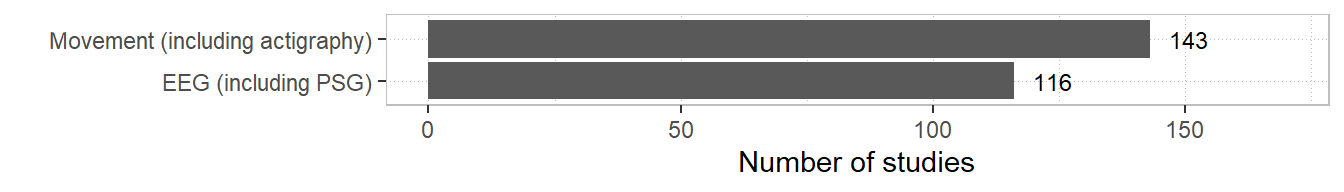 Movement (including actigraphy) 143
EEG (including PSG) 116
0 50 100 150
Number of studies